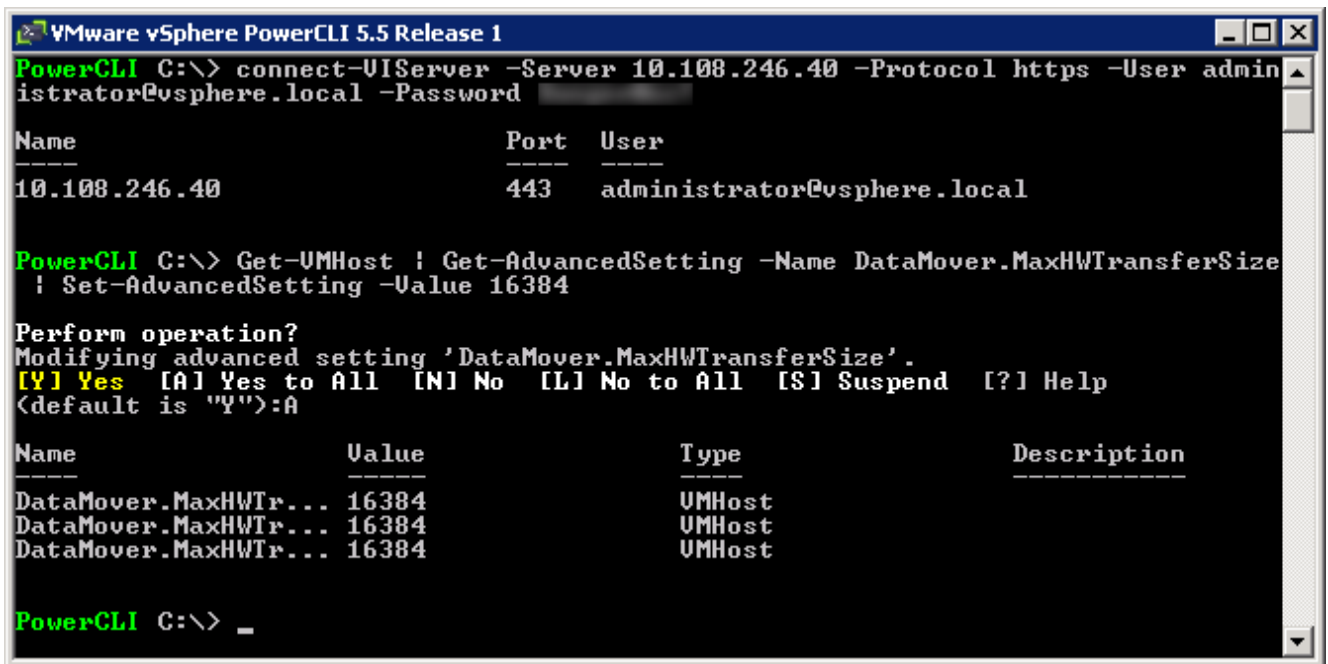 VMware vSphere PowerCLI 5.5 Release 1
PowerCLI C:\> connect-VIServer -Server 10.108.246.40 -Protocol https -User admin
istrator@vsphere.local -Password
Name Port User
---- ---- ----
10.108.246.40 443 administrator@vsphere.local
PowerCLI C:\> Get-VMHost | Get-AdvancedSetting -Name DataMover.MaxHWTransferSize
| Set-AdvancedSetting -Value 16384
Perform operation?
Modifying advanced setting 'DataMover.MaxHWTransferSize'.
[Y] Yes [A] Yes to All [N] No [L] No to All [S] Suspend [?] Help
(default is "Y"):A
Name Value Type Description
---- ----- ---- -----------
DataMover.MaxHWTr... 16384 VMHost
DataMover.MaxHWTr... 16384 VMHost
DataMover.MaxHWTr... 16384 VMHost
PowerCLI C:\> _